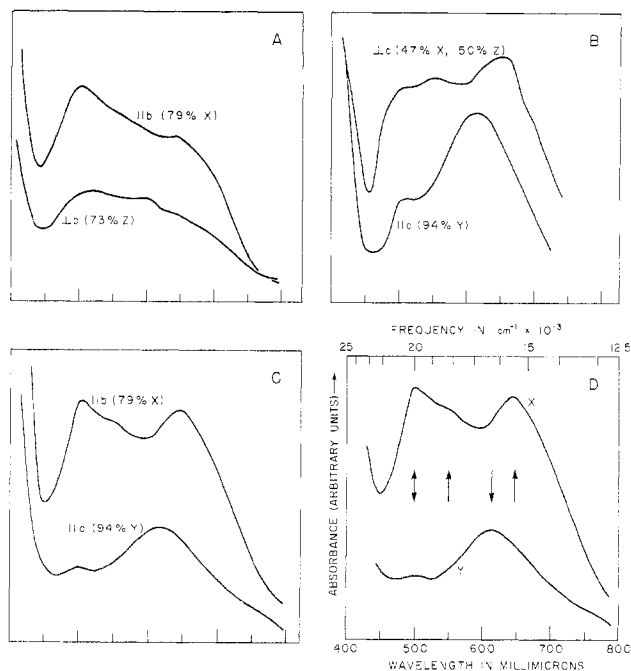 A
B
||b (79% X)
⊥b (73% Z)
⊥c (47% X, 50% Z)
||c (94% Y)
C
||b (79% X)
||c (94% Y)
FREQUENCY IN cm⁻¹ × 10⁻³
25 20 15 12.5
D
X
Y
ABSORBANCE (ARBITRARY UNITS) →
400 500 600 700 800
WAVELENGTH IN MILLIMICRONS